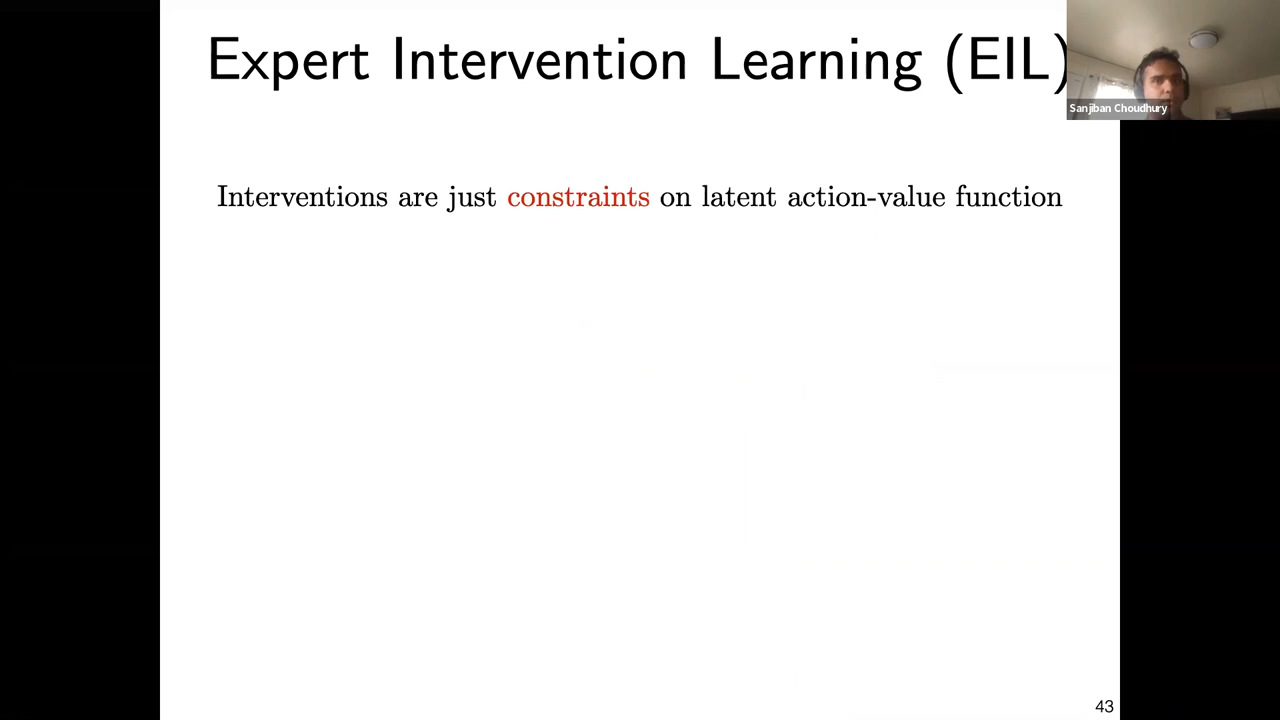 Expert Intervention Learning (EIL)
Sanjiban Choudhury
Interventions are just constraints on latent action-value function
43